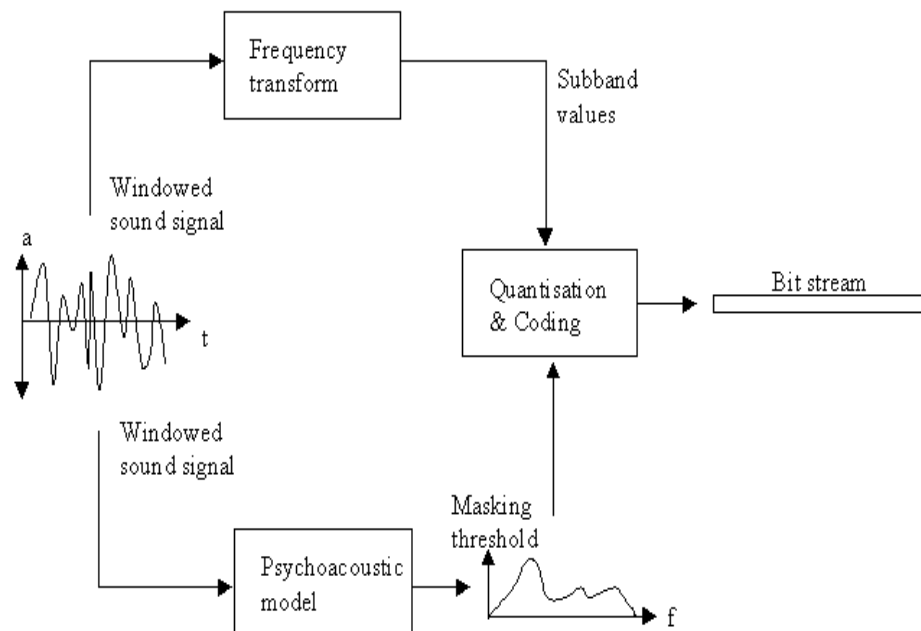 Frequency
transform
Subband
values
Windowed
sound signal
a
t
Quantisation
& Coding
Bit stream
Windowed
sound signal
Masking
threshold
Psychoacoustic
model
f